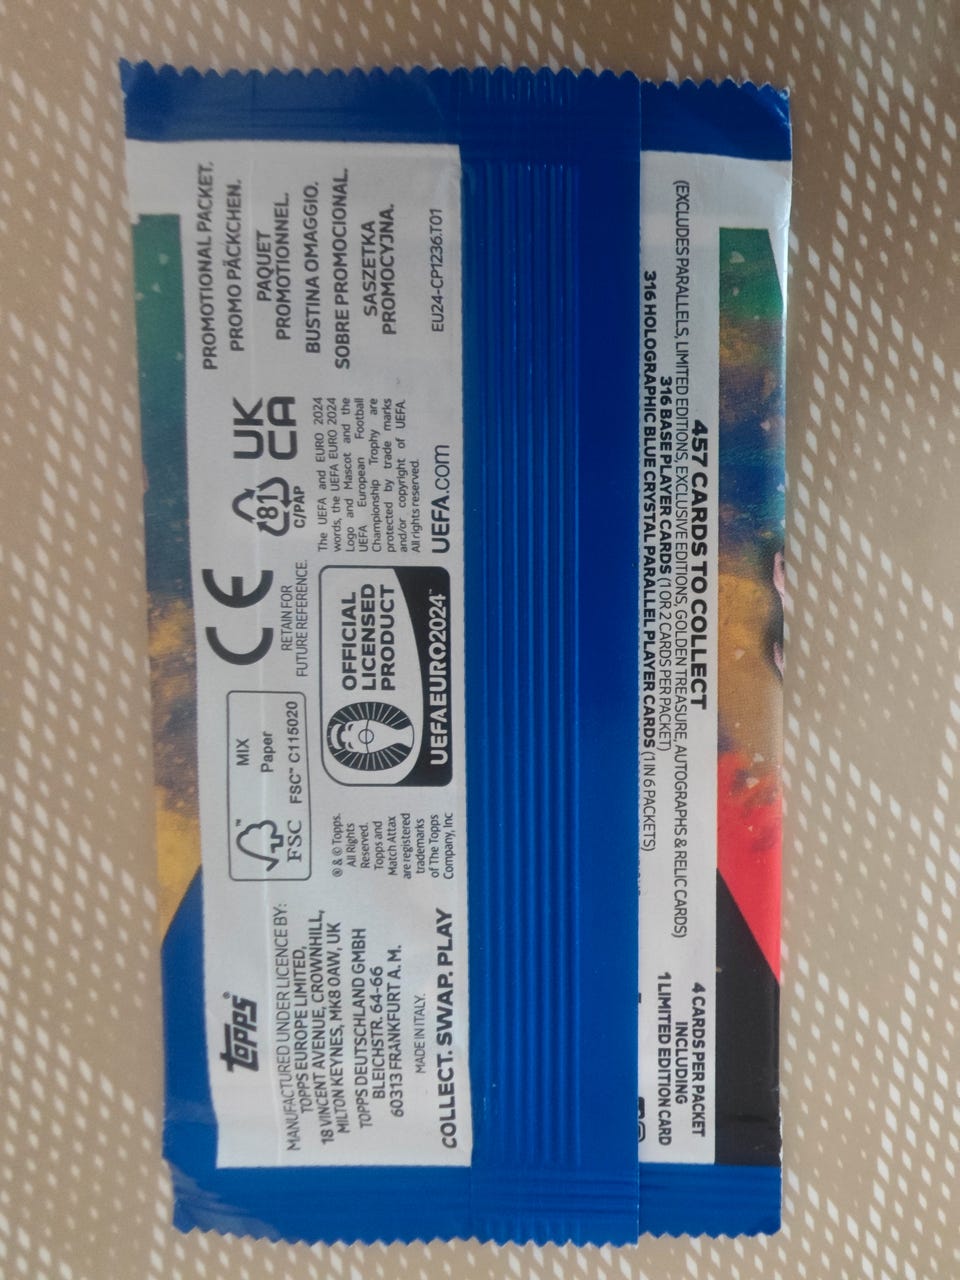 Topps®
MANUFACTURED UNDER LICENCE BY:
TOPPS EUROPE LIMITED,
18 VINCENT AVENUE, CROWNHILL,
MILTON KEYNES, MK8 0AW, UK
TOPPS DEUTSCHLAND GMBH
BLEICHSTR. 64-66
60313 FRANKFURT A. M.
MADE IN ITALY.
COLLECT. SWAP. PLAY
FSC™
MIX
Paper
FSC™ C115020
® & © Topps.
All Rights
Reserved.
Topps and
Match Attax
are registered
trademarks
of The Topps
Company, Inc
CE
RETAIN FOR
FUTURE REFERENCE.
OFFICIAL
LICENSED
PRODUCT
UEFAEURO2024™
81
C/PAP
UK
CA
The UEFA and EURO 2024
words, the UEFA EURO 2024
Logo and Mascot and the
UEFA European Football
Championship Trophy are
protected by trade marks
and/or copyright of UEFA.
All rights reserved.
UEFA.com
PROMOTIONAL PACKET.
PROMO PÄCKCHEN.
PAQUET
PROMOTIONNEL.
BUSTINA OMAGGIO.
SOBRE PROMOCIONAL.
SASZETKA
PROMOCYJNA.
EU24-CP1236.T01
457 CARDS TO COLLECT
(EXCLUDES PARALLELS, LIMITED EDITIONS, EXCLUSIVE EDITIONS, GOLDEN TREASURE, AUTOGRAPHS & RELIC CARDS)
316 BASE PLAYER CARDS (1 OR 2 CARDS PER PACKET)
316 HOLOGRAPHIC BLUE CRYSTAL PARALLEL PLAYER CARDS (1 IN 6 PACKETS)
4 CARDS PER PACKET
INCLUDING
1 LIMITED EDITION CARD